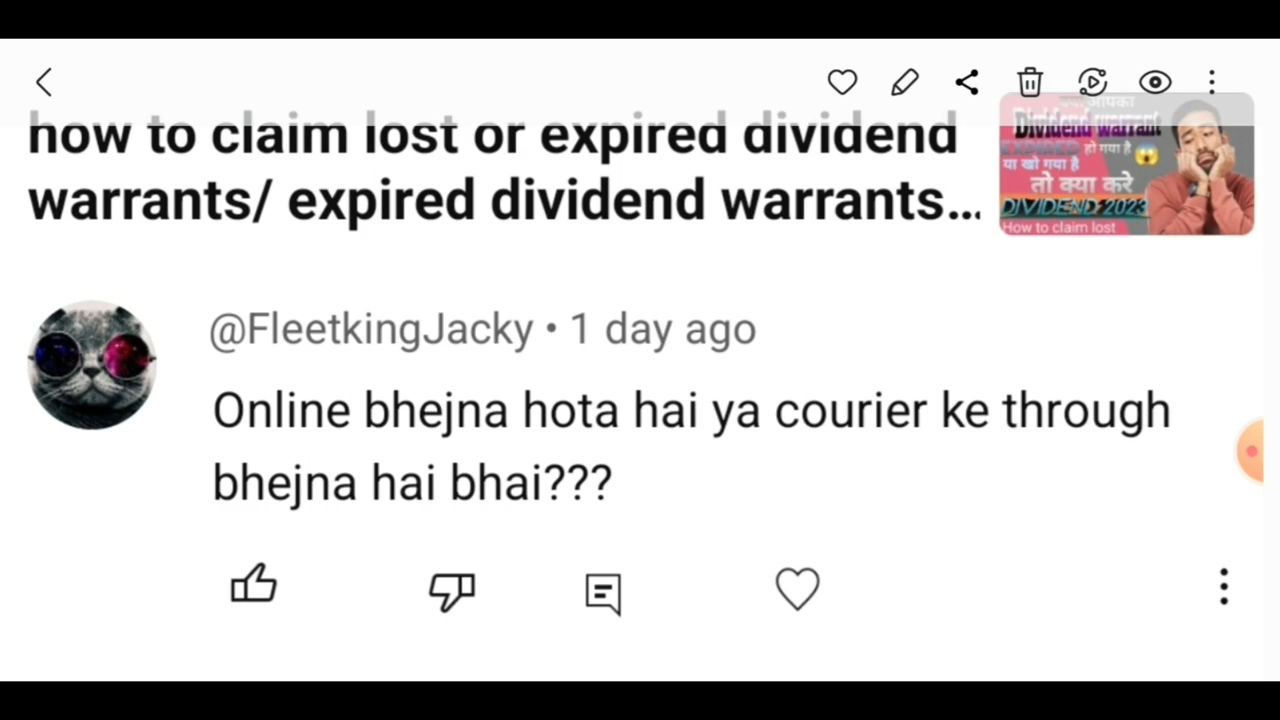 how to claim lost or expired dividend
warrants/ expired dividend warrants...
Dividend warrant
EXPIRED हो गया है
या खो गया है
तो क्या करे
DIVIDEND 2023
How to claim lost
@FleetkingJacky • 1 day ago
Online bhejna hota hai ya courier ke through
bhejna hai bhai???